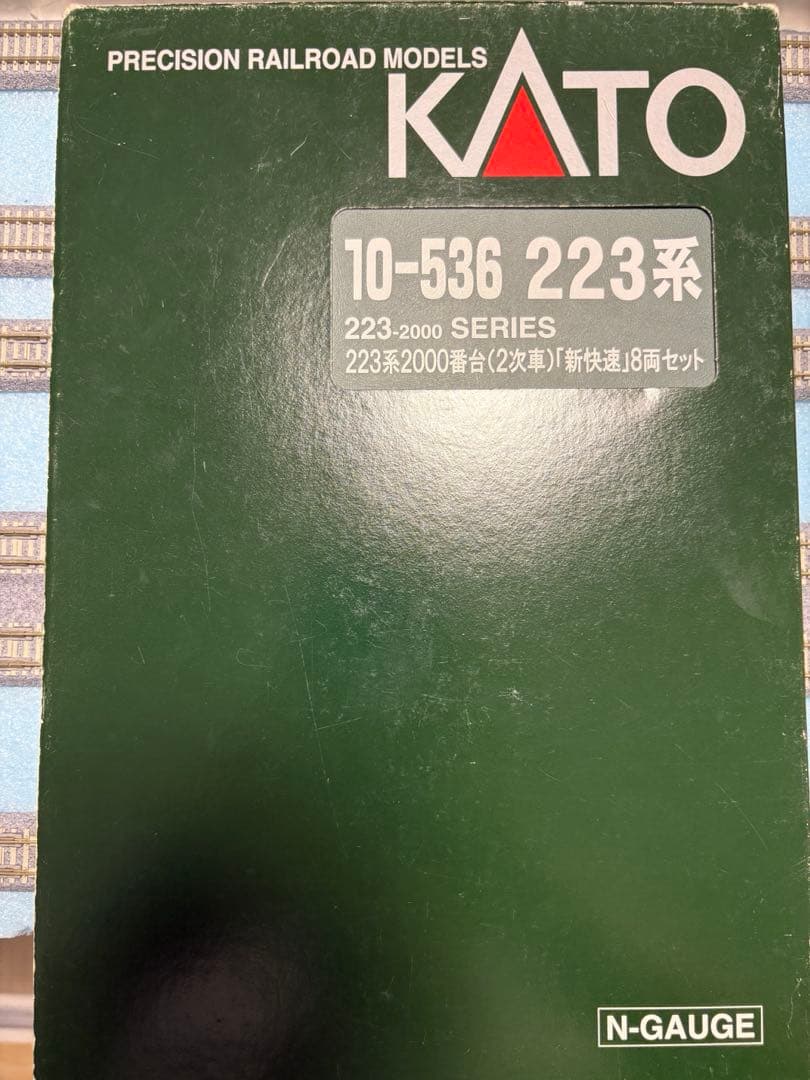 PRECISION RAILROAD MODELS
KATO
10-536 223系
223-2000 SERIES
223系2000番台(2次車)「新快速」8両セット
N-GAUGE